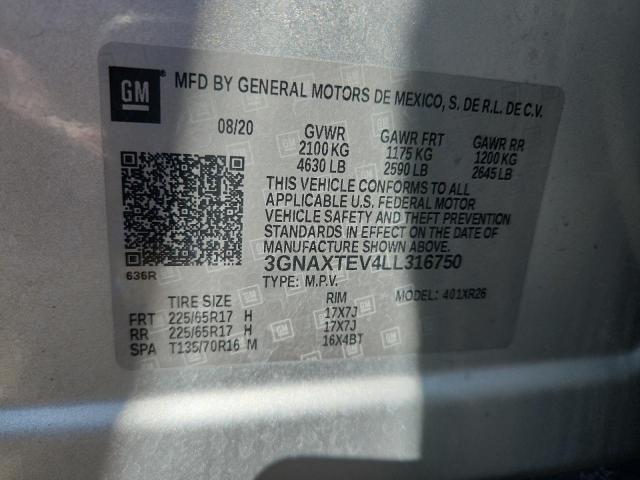 GM ® MFD BY GENERAL MOTORS DE MEXICO, S. DE R.L. DE C.V.
08/20 GVWR GAWR FRT GAWR RR
2100 KG 1175 KG 1200 KG
4630 LB 2590 LB 2645 LB
THIS VEHICLE CONFORMS TO ALL
APPLICABLE U.S. FEDERAL MOTOR
VEHICLE SAFETY AND THEFT PREVENTION
STANDARDS IN EFFECT ON THE DATE OF
MANUFACTURE SHOWN ABOVE.
3GNAXTEV4LL316750
636R TYPE: M.P.V. MODEL: 401XR26
TIRE SIZE RIM
FRT 225/65R17 H 17X7J
RR 225/65R17 H 17X7J
SPA T135/70R16 M 16X4BT